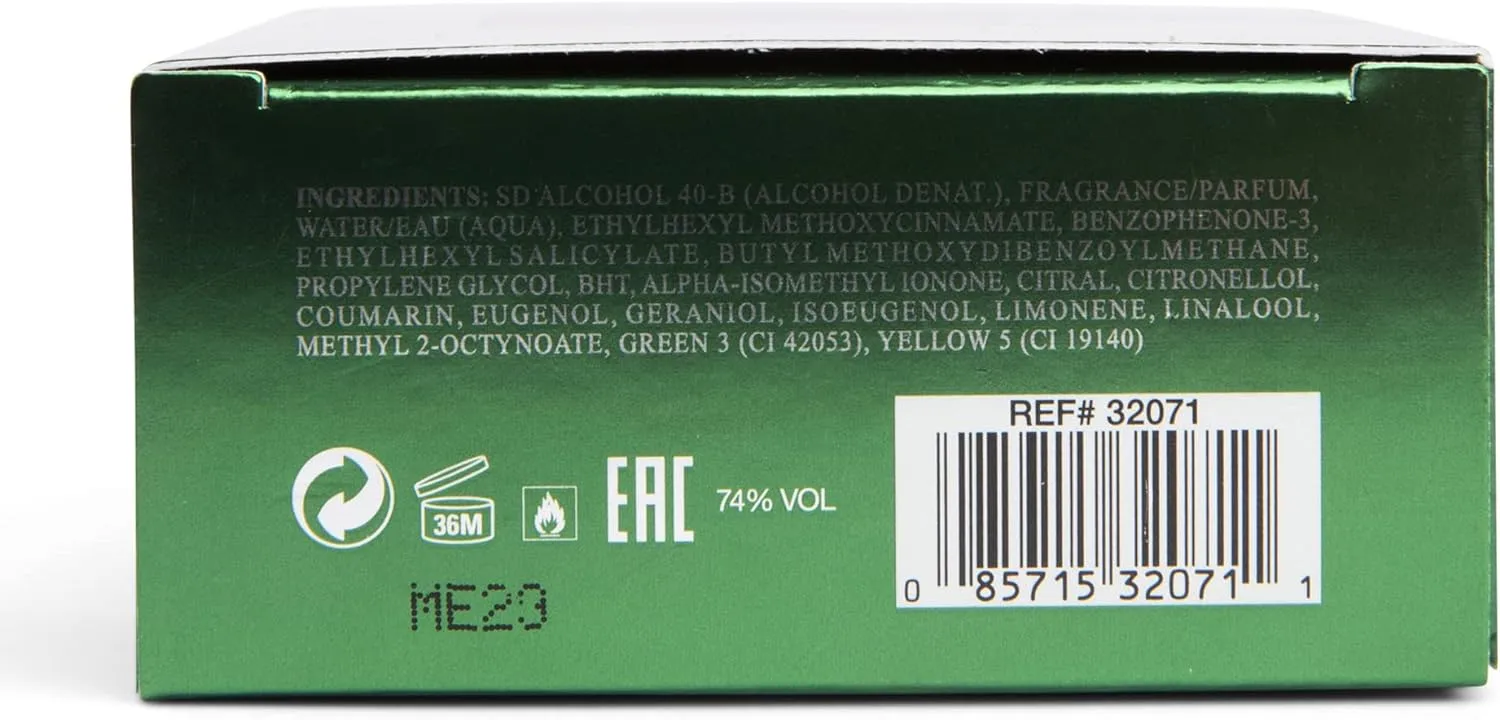 INGREDIENTS: SD ALCOHOL 40-B (ALCOHOL DENAT.), FRAGRANCE/PARFUM,
WATER/EAU (AQUA), ETHYLHEXYL METHOXYCINNAMATE, BENZOPHENONE-3,
ETHYLHEXYL SALICYLATE, BUTYL METHOXYDIBENZOYLMETHANE,
PROPYLENE GLYCOL, BHT, ALPHA-ISOMETHYL IONONE, CITRAL, CITRONELLOL,
COUMARIN, EUGENOL, GERANIOL, ISOEUGENOL, LIMONENE, LINALOOL,
METHYL 2-OCTYNOATE, GREEN 3 (CI 42053), YELLOW 5 (CI 19140)
REF# 32071
36M
EAC
74% VOL
0 85715 32071 1
ME23